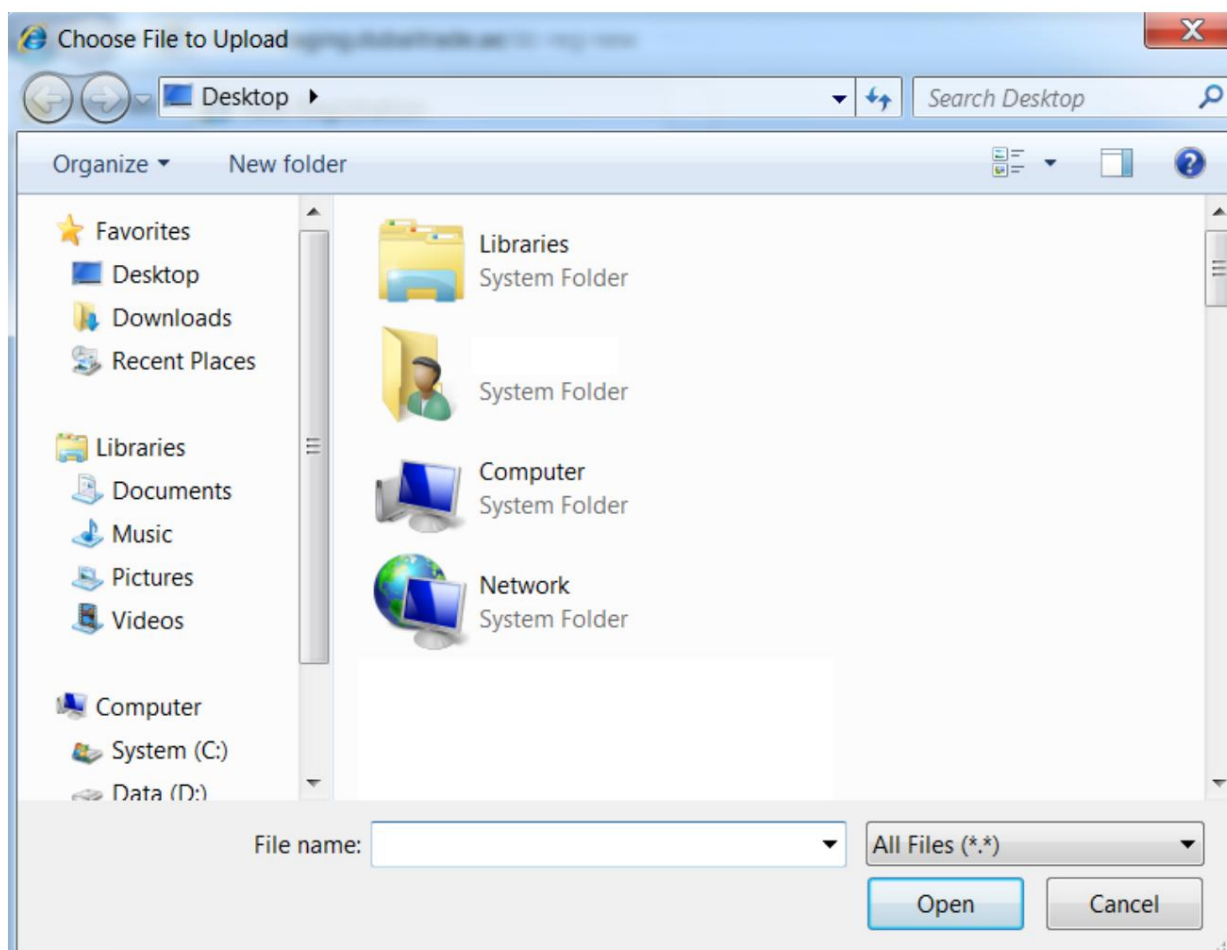 Choose File to Upload
Desktop
Search Desktop
Organize
New folder
Favorites
Desktop
Downloads
Recent Places
Libraries
Documents
Music
Pictures
Videos
Computer
System (C:)
Data (D:)
Libraries
System Folder
System Folder
Computer
System Folder
Network
System Folder
File name:
All Files (*.*)
Open
Cancel